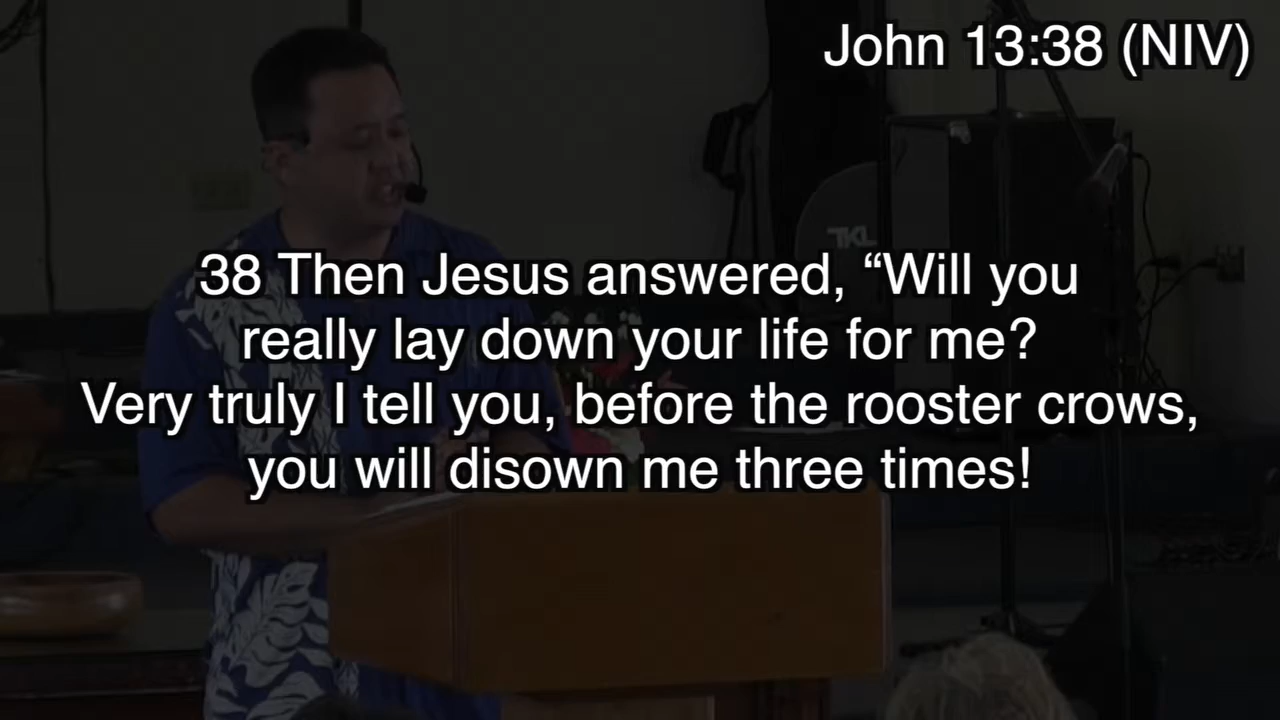 John 13:38 (NIV)
TKL
38 Then Jesus answered, “Will you
really lay down your life for me?
Very truly I tell you, before the rooster crows,
you will disown me three times!